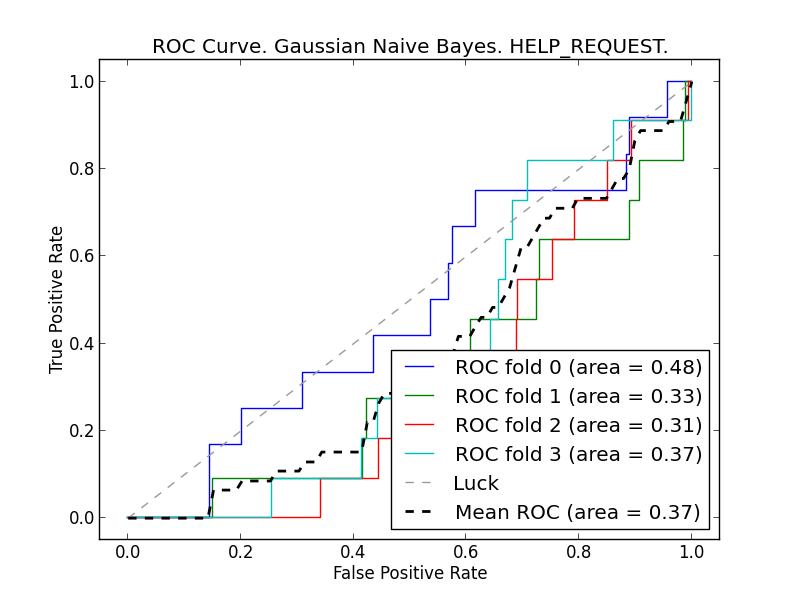 ROC Curve. Gaussian Naive Bayes. HELP_REQUEST.
True Positive Rate
1.0
0.8
0.6
0.4
0.2
0.0
ROC fold 0 (area = 0.48)
ROC fold 1 (area = 0.33)
ROC fold 2 (area = 0.31)
ROC fold 3 (area = 0.37)
Luck
Mean ROC (area = 0.37)
0.0 0.2 0.4 0.6 0.8 1.0
False Positive Rate